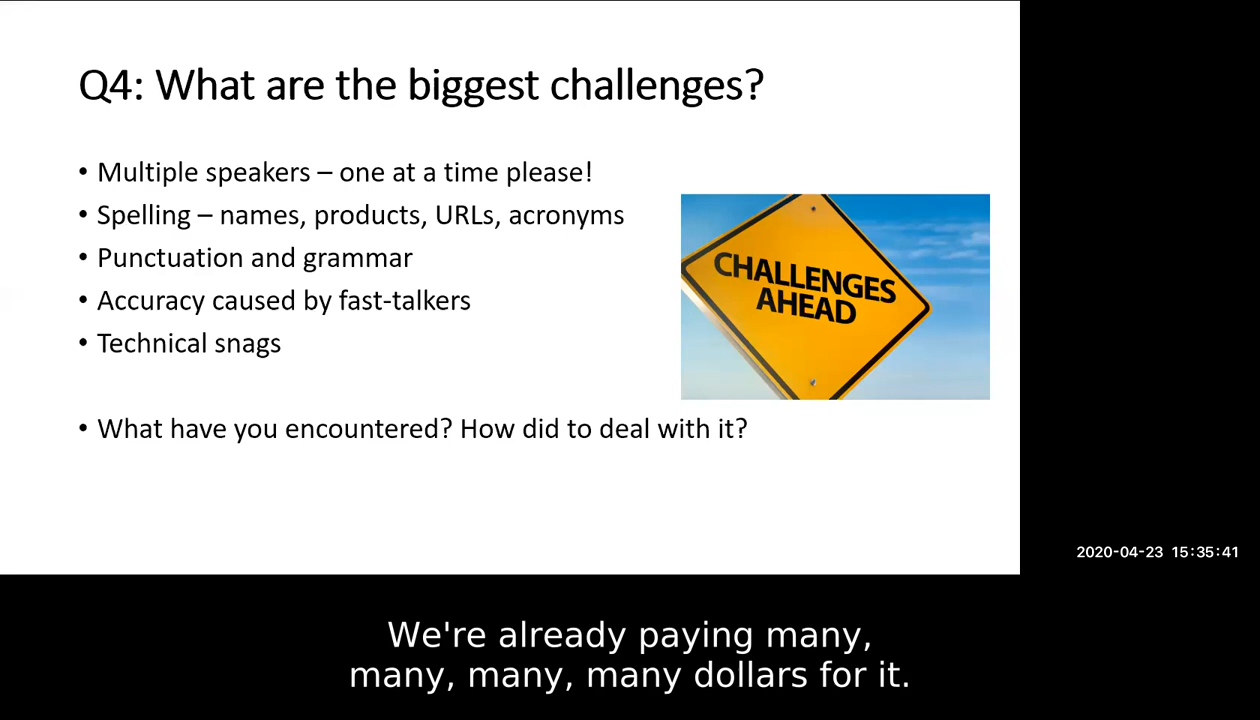 Q4: What are the biggest challenges?
• Multiple speakers – one at a time please!
• Spelling – names, products, URLs, acronyms
• Punctuation and grammar
• Accuracy caused by fast-talkers
• Technical snags
• What have you encountered? How did to deal with it?
CHALLENGES
AHEAD
2020-04-23 15:35:41
We're already paying many,
many, many, many dollars for it.